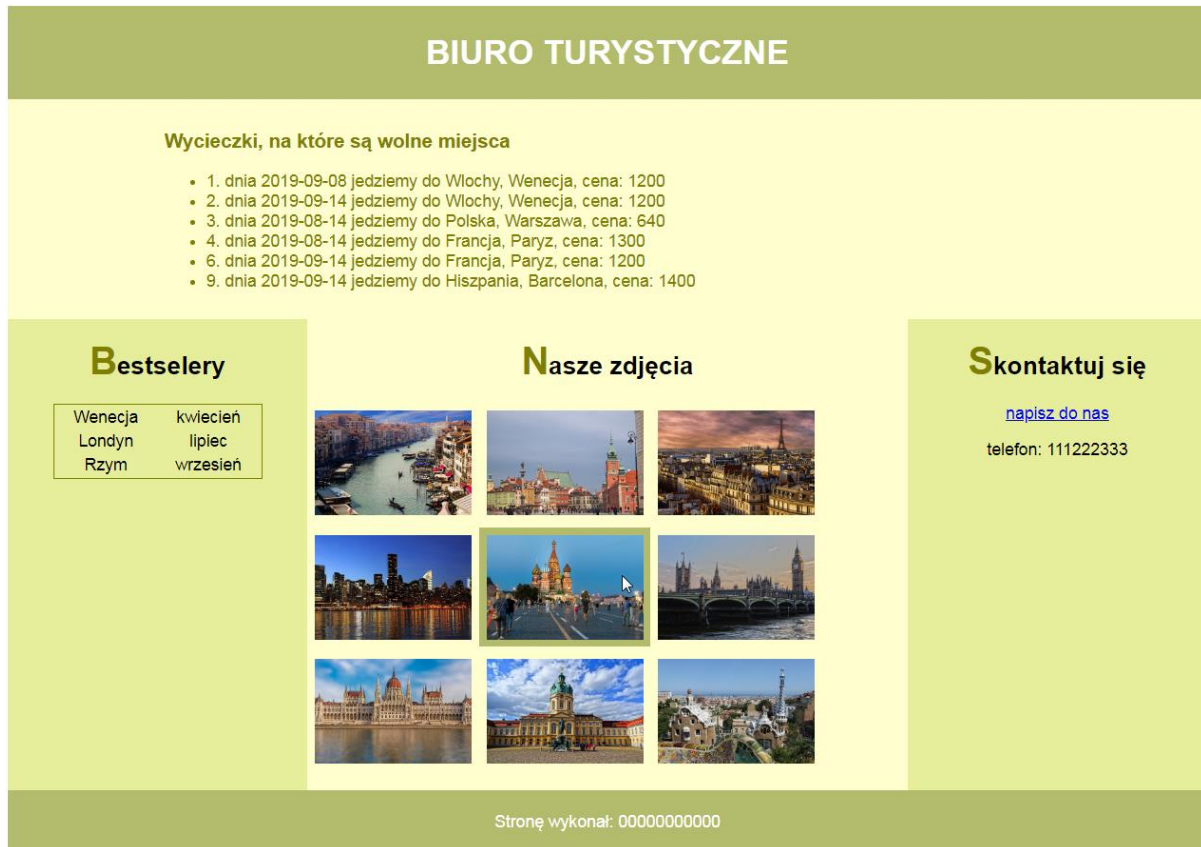 BIURO TURYSTYCZNE
Wycieczki, na które są wolne miejsca
1. dnia 2019-09-08 jedziemy do Wlochy, Wenecja, cena: 1200
2. dnia 2019-09-14 jedziemy do Wlochy, Wenecja, cena: 1200
3. dnia 2019-08-14 jedziemy do Polska, Warszawa, cena: 640
4. dnia 2019-08-14 jedziemy do Francja, Paryz, cena: 1300
6. dnia 2019-09-14 jedziemy do Francja, Paryz, cena: 1200
9. dnia 2019-09-14 jedziemy do Hiszpania, Barcelona, cena: 1400
Bestselery
Wenecja kwiecień
Londyn lipiec
Rzym wrzesień
Nasze zdjęcia
Skontaktuj się
napisz do nas
telefon: 111222333
Stronę wykonał: 00000000000